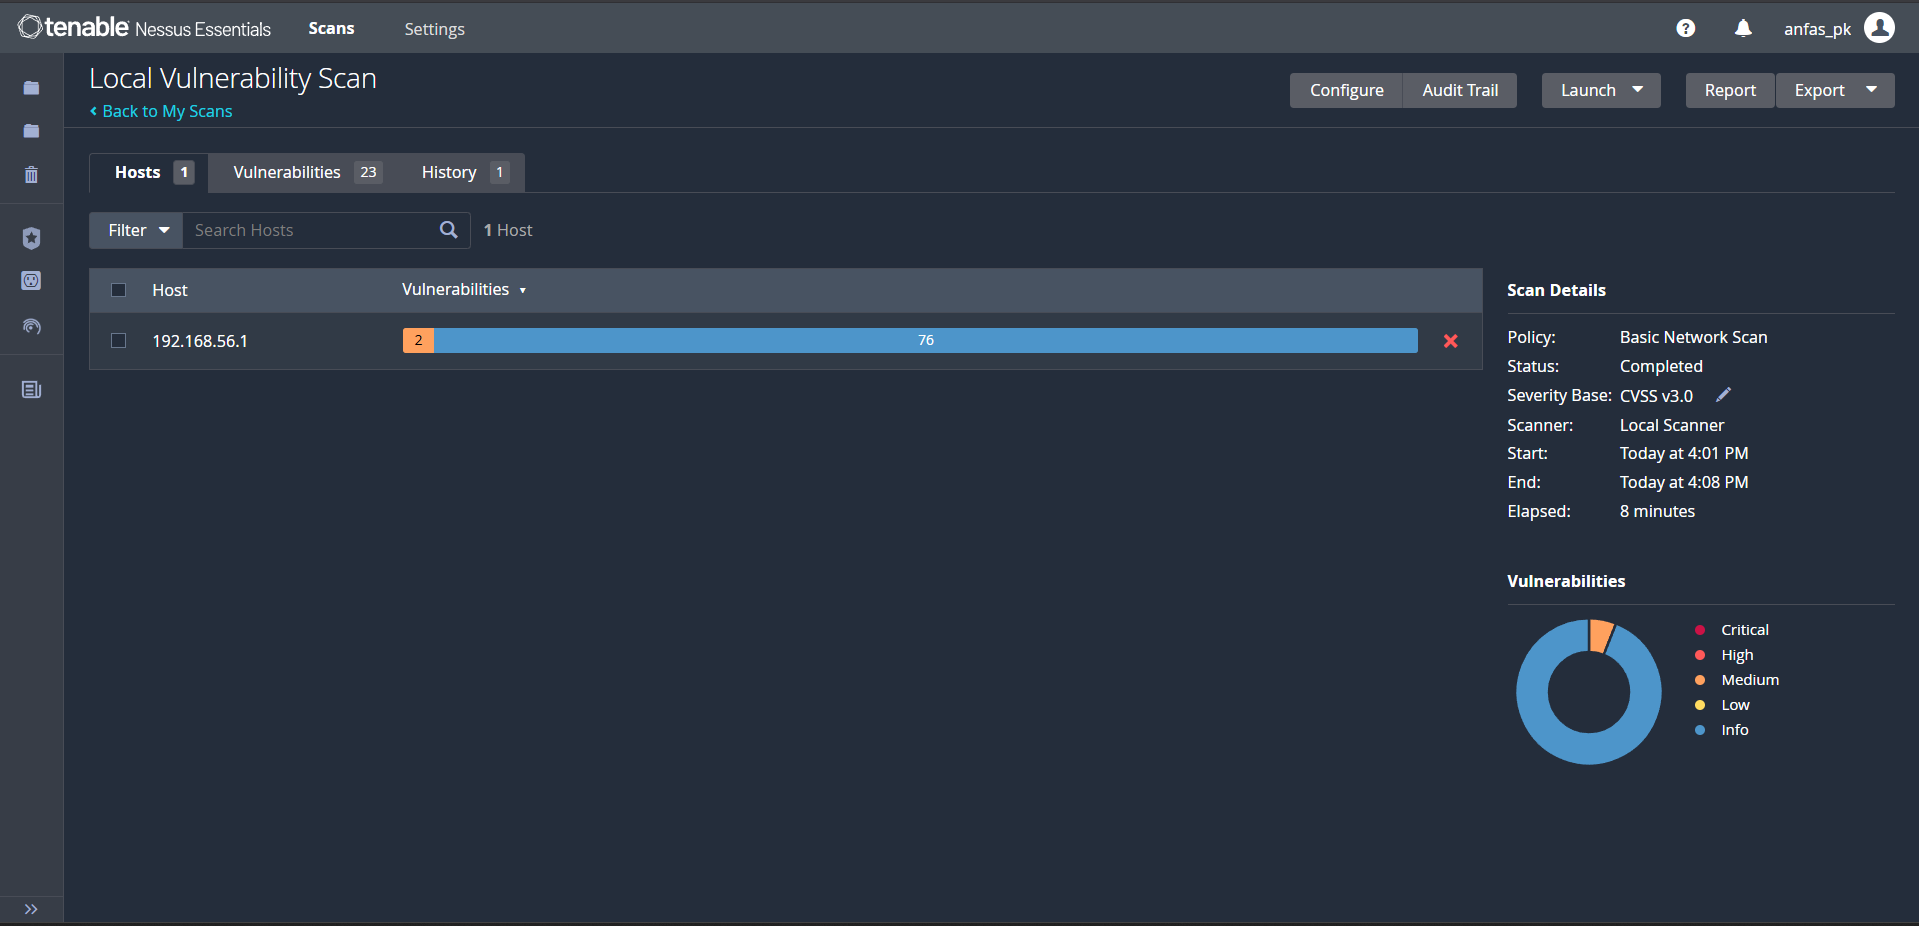 tenable Nessus Essentials Scans Settings ? anfas_pk
Local Vulnerability Scan
Back to My Scans
Configure Audit Trail Launch Report Export
Hosts 1 Vulnerabilities 23 History 1
Filter Search Hosts 1 Host
Host Vulnerabilities
192.168.56.1 2 76
Scan Details
Policy: Basic Network Scan
Status: Completed
Severity Base: CVSS v3.0
Scanner: Local Scanner
Start: Today at 4:01 PM
End: Today at 4:08 PM
Elapsed: 8 minutes
Vulnerabilities
Critical
High
Medium
Low
Info